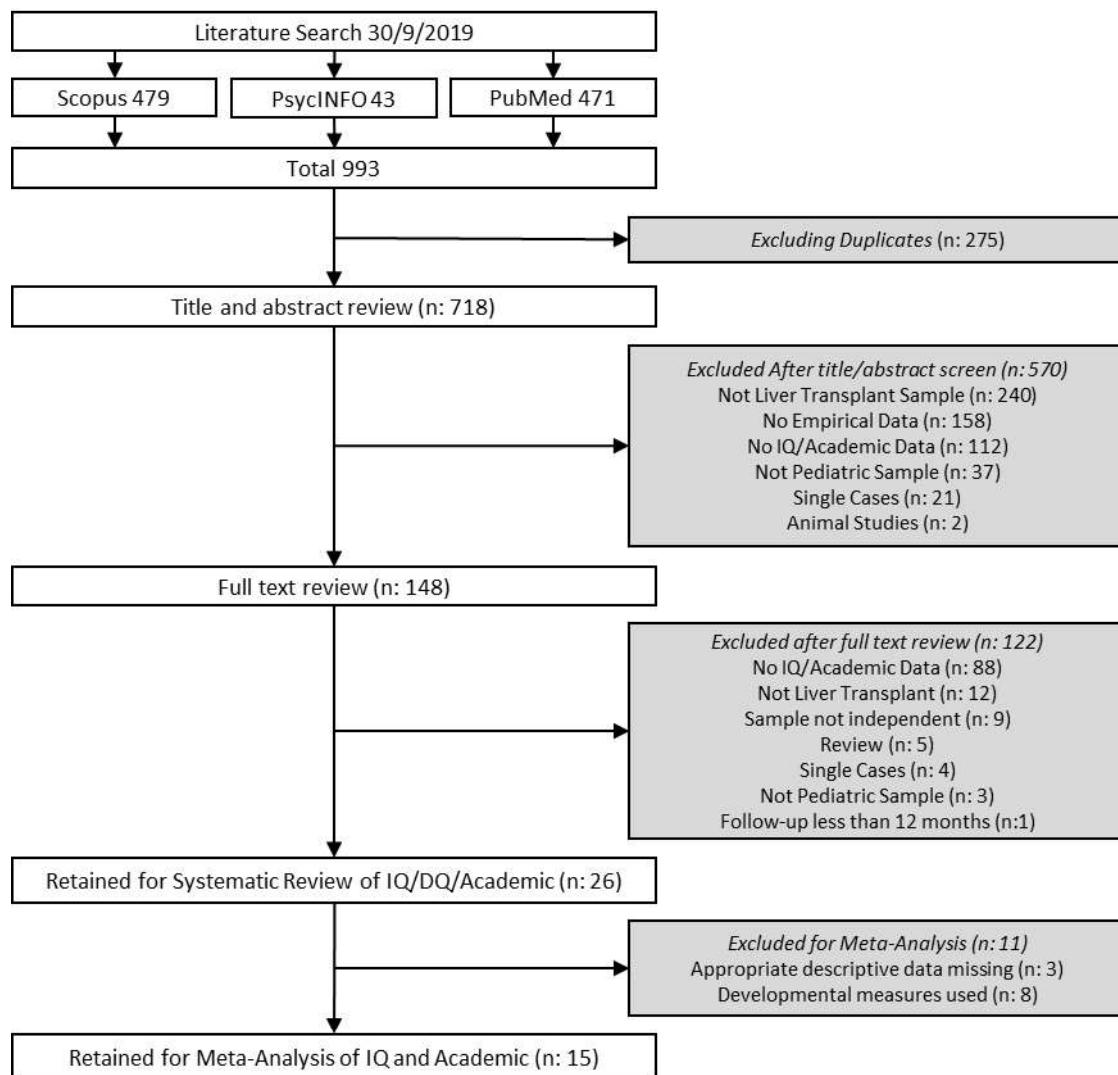 Literature Search 30/9/2019
Scopus 479
PsycINFO 43
PubMed 471
Total 993
Excluding Duplicates (n: 275)
Title and abstract review (n: 718)
Excluded After title/abstract screen (n: 570)
Not Liver Transplant Sample (n: 240)
No Empirical Data (n: 158)
No IQ/Academic Data (n: 112)
Not Pediatric Sample (n: 37)
Single Cases (n: 21)
Animal Studies (n: 2)
Full text review (n: 148)
Excluded after full text review (n: 122)
No IQ/Academic Data (n: 88)
Not Liver Transplant (n: 12)
Sample not independent (n: 9)
Review (n: 5)
Single Cases (n: 4)
Not Pediatric Sample (n: 3)
Follow-up less than 12 months (n:1)
Retained for Systematic Review of IQ/DQ/Academic (n: 26)
Excluded for Meta-Analysis (n: 11)
Appropriate descriptive data missing (n: 3)
Developmental measures used (n: 8)
Retained for Meta-Analysis of IQ and Academic (n: 15)